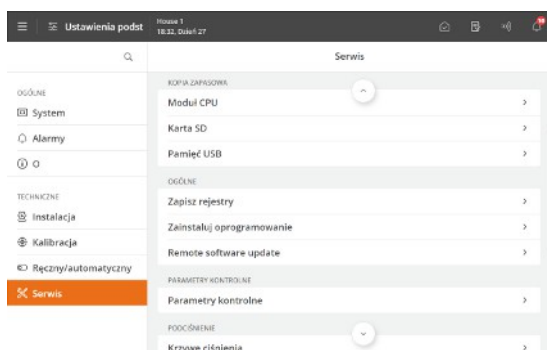 Ustawienia podst
House 1
18:32, Dzień 27
10
Serwis
OGÓLNE
System
Alarmy
O
TECHNICZNE
Instalacja
Kalibracja
Ręczny/automatyczny
Serwis
KOPIA ZAPASOWA
Moduł CPU
Karta SD
Pamięć USB
OGÓLNE
Zapisz rejestry
Zainstaluj oprogramowanie
Remote software update
PARAMETRY KONTROLNE
Parametry kontrolne
PODCIŚNIENIE
Krzywe ciśnienia